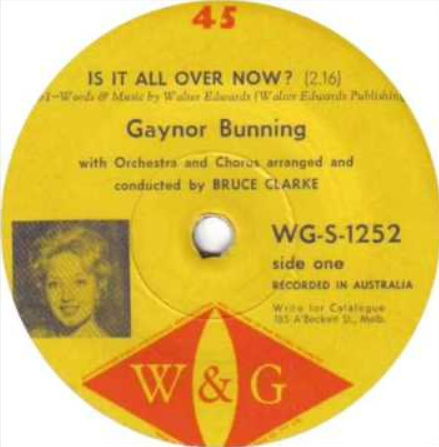 45
IS IT ALL OVER NOW? (2.16)
Words & Music by Walter Edwards (Walter Edwards Publishing
Gaynor Bunning
with Orchestra and Chorus arranged and
conducted by BRUCE CLARKE
WG-S-1252
side one
RECORDED IN AUSTRALIA
Write for Catalogue
185 A'Beckett St., Melb.
W & G